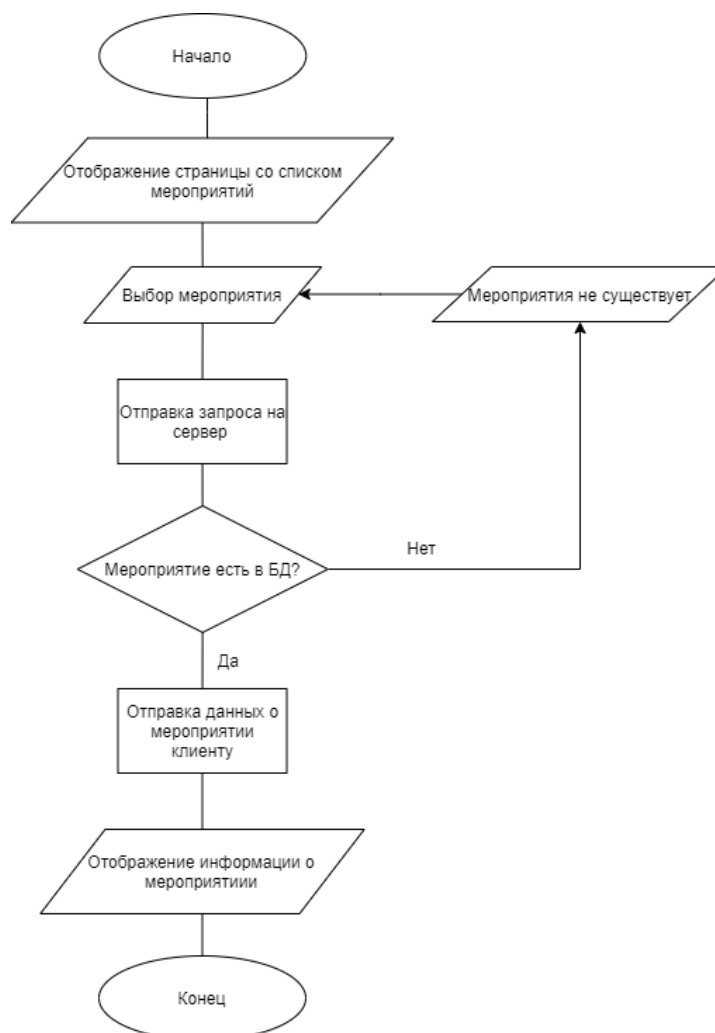 Начало
Отображение страницы со списком
мероприятий
Выбор мероприятия
Мероприятия не существует
Отправка запроса на
сервер
Мероприятие есть в БД?
Нет
Да
Отправка данных о
мероприятии
клиенту
Отображение информации о
мероприятиии
Конец